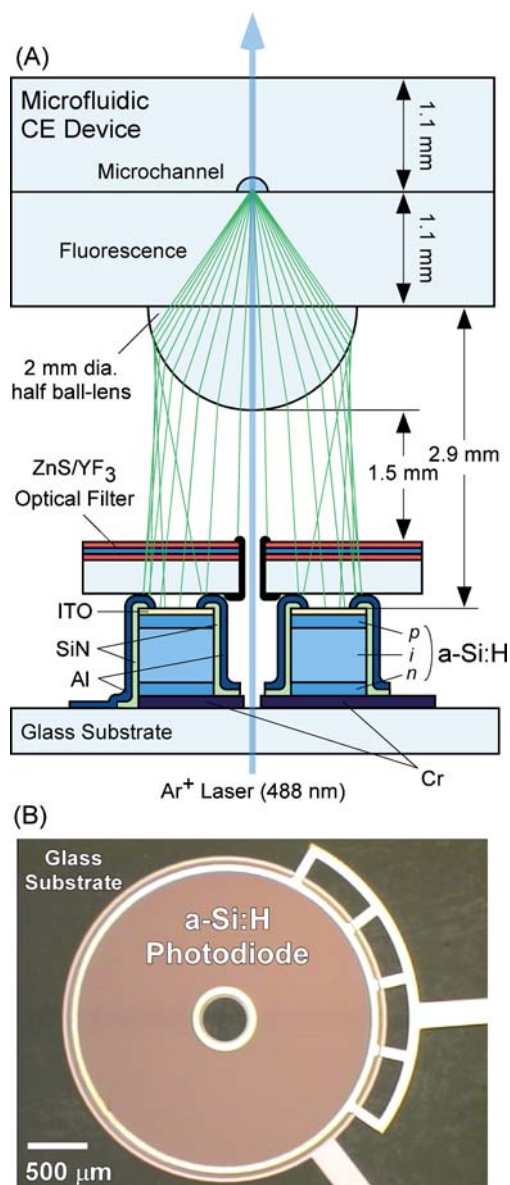 (A)
Microfluidic
CE Device
1.1 mm
Microchannel
Fluorescence
1.1 mm
2 mm dia.
half ball-lens
2.9 mm
1.5 mm
ZnS/YF3
Optical Filter
ITO
SiN
Al
p
i
n
a-Si:H
Glass Substrate
Cr
Ar+ Laser (488 nm)
(B)
Glass
Substrate
a-Si:H
Photodiode
500 μm